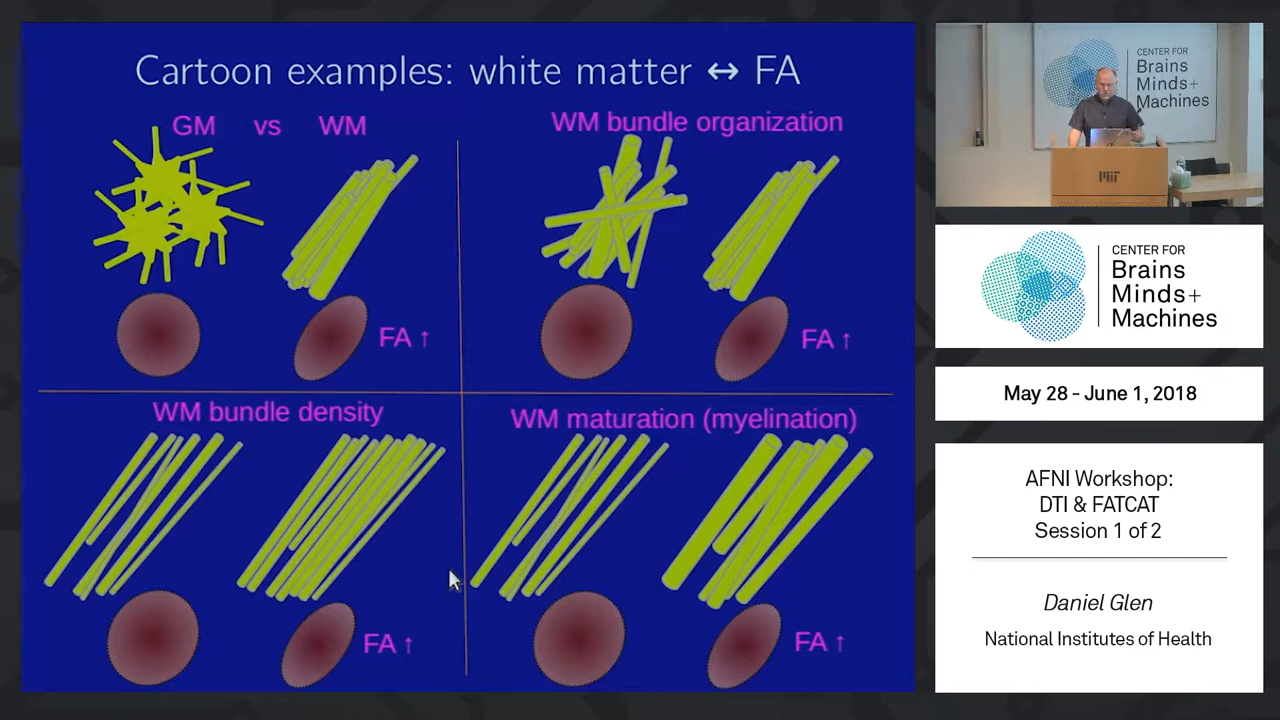 Cartoon examples: white matter ↔ FA
GM vs WM
FA ↑
WM bundle organization
FA ↑
WM bundle density
FA ↑
WM maturation (myelination)
FA ↑
CENTER FOR
Brains
Minds+
Machines
MIT
CENTER FOR
Brains
Minds+
Machines
May 28 - June 1, 2018
AFNI Workshop:
DTI & FATCAT
Session 1 of 2
Daniel Glen
National Institutes of Health